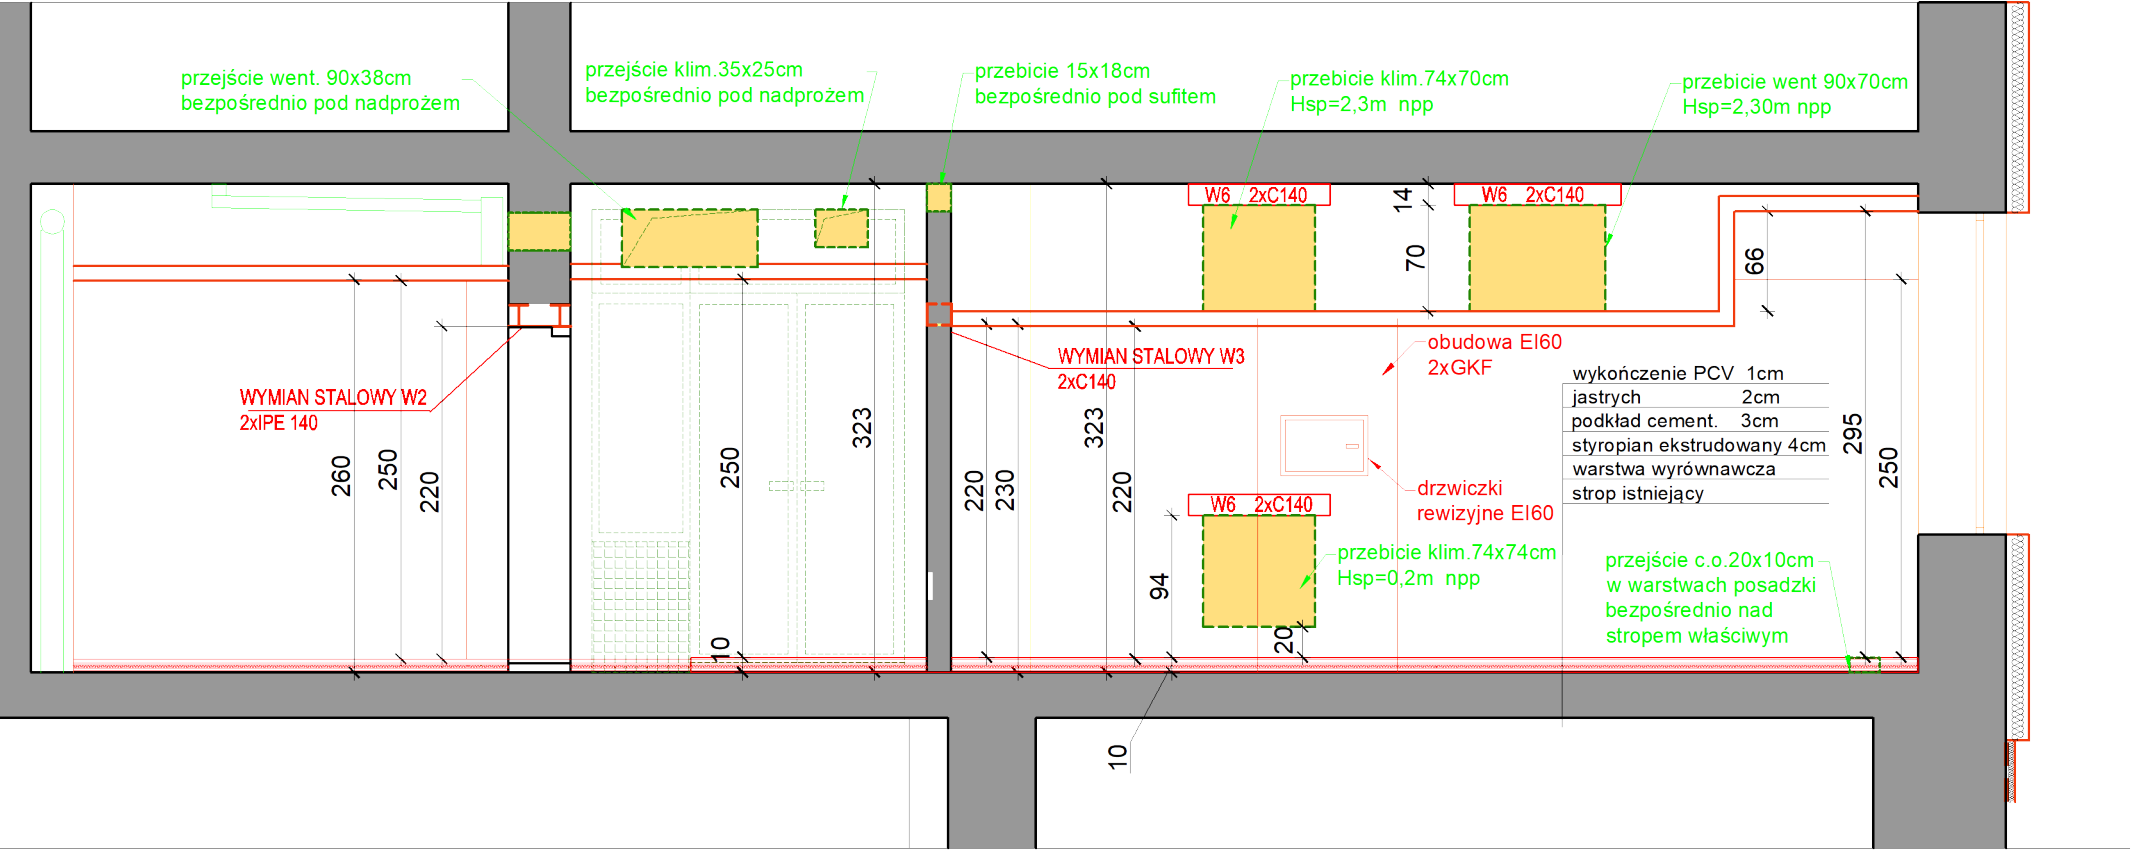 przejście went. 90x38cm
bezpośrednio pod nadprożem
przejście klim.35x25cm
bezpośrednio pod nadprożem
przebicie 15x18cm
bezpośrednio pod sufitem
przebicie klim.74x70cm
Hsp=2,3m npp
przebicie went 90x70cm
Hsp=2,30m npp
W6 2xC140
14
W6 2xC140
70
66
WYMIAN STALOWY W2
2xIPE 140
WYMIAN STALOWY W3
2xC140
obudowa EI60
2xGKF
wykończenie PCV 1cm
jastrych 2cm
podkład cement. 3cm
styropian ekstrudowany 4cm
warstwa wyrównawcza
strop istniejący
260
250
220
250
323
220
230
323
220
295
250
drzwiczki
rewizyjne EI60
W6 2xC140
przebicie klim.74x74cm
Hsp=0,2m npp
94
20
10
przejście c.o.20x10cm
w warstwach posadzki
bezpośrednio nad
stropem właściwym
10